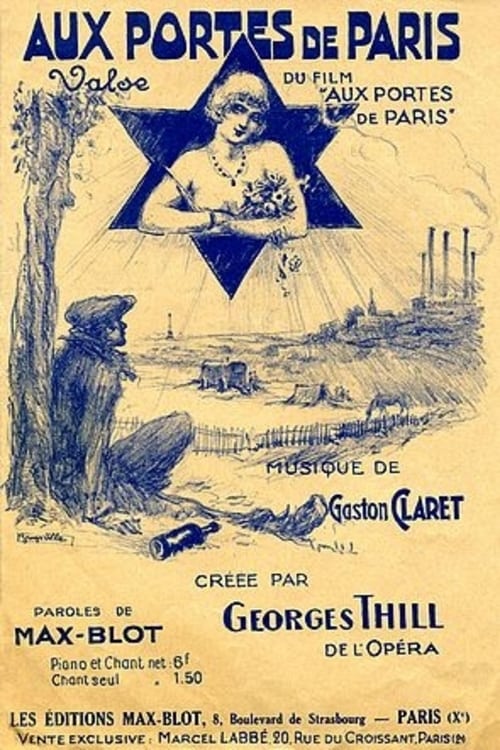 AUX PORTES DE PARIS
Valse
DU FILM
"AUX PORTES
DE PARIS"
MUSIQUE DE
Gaston CLARET
CRÉÉE PAR
GEORGES THILL
DE L'OPÉRA
PAROLES DE
MAX-BLOT
Piano et Chant net: 6f
Chant seul " 1.50
LES ÉDITIONS MAX-BLOT, 8, Boulevard de Strasbourg — PARIS (Xe)
VENTE EXCLUSIVE: MARCEL LABBÉ, 20, RUE DU CROISSANT, PARIS (2e)